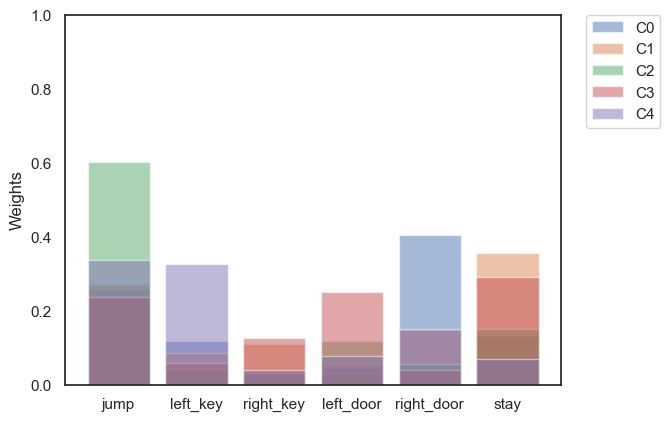 1.0
0.8
0.6
0.4
0.2
0.0
Weights
jump left_key right_key left_door right_door stay
C0
C1
C2
C3
C4